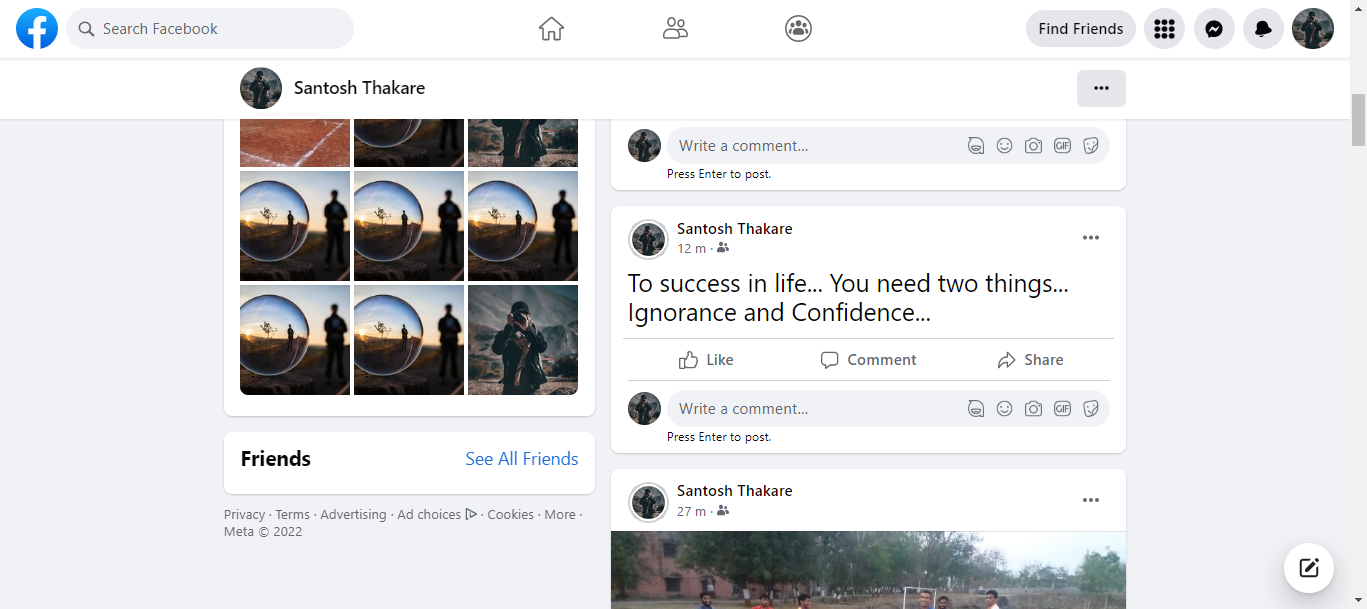 Search Facebook
Find Friends
Santosh Thakare
Write a comment...
GIF
Press Enter to post.
Santosh Thakare
12 m ·
To success in life... You need two things...
Ignorance and Confidence...
Like
Comment
Share
Write a comment...
GIF
Press Enter to post.
Friends
See All Friends
Privacy · Terms · Advertising · Ad choices · Cookies · More ·
Meta © 2022
Santosh Thakare
27 m ·